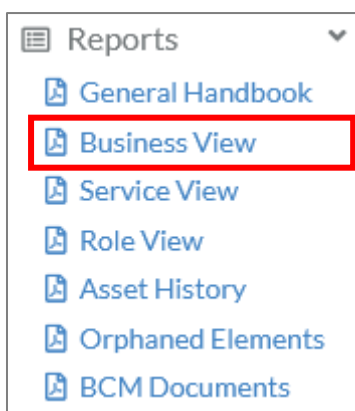 Reports
General Handbook
Business View
Service View
Role View
Asset History
Orphaned Elements
BCM Documents